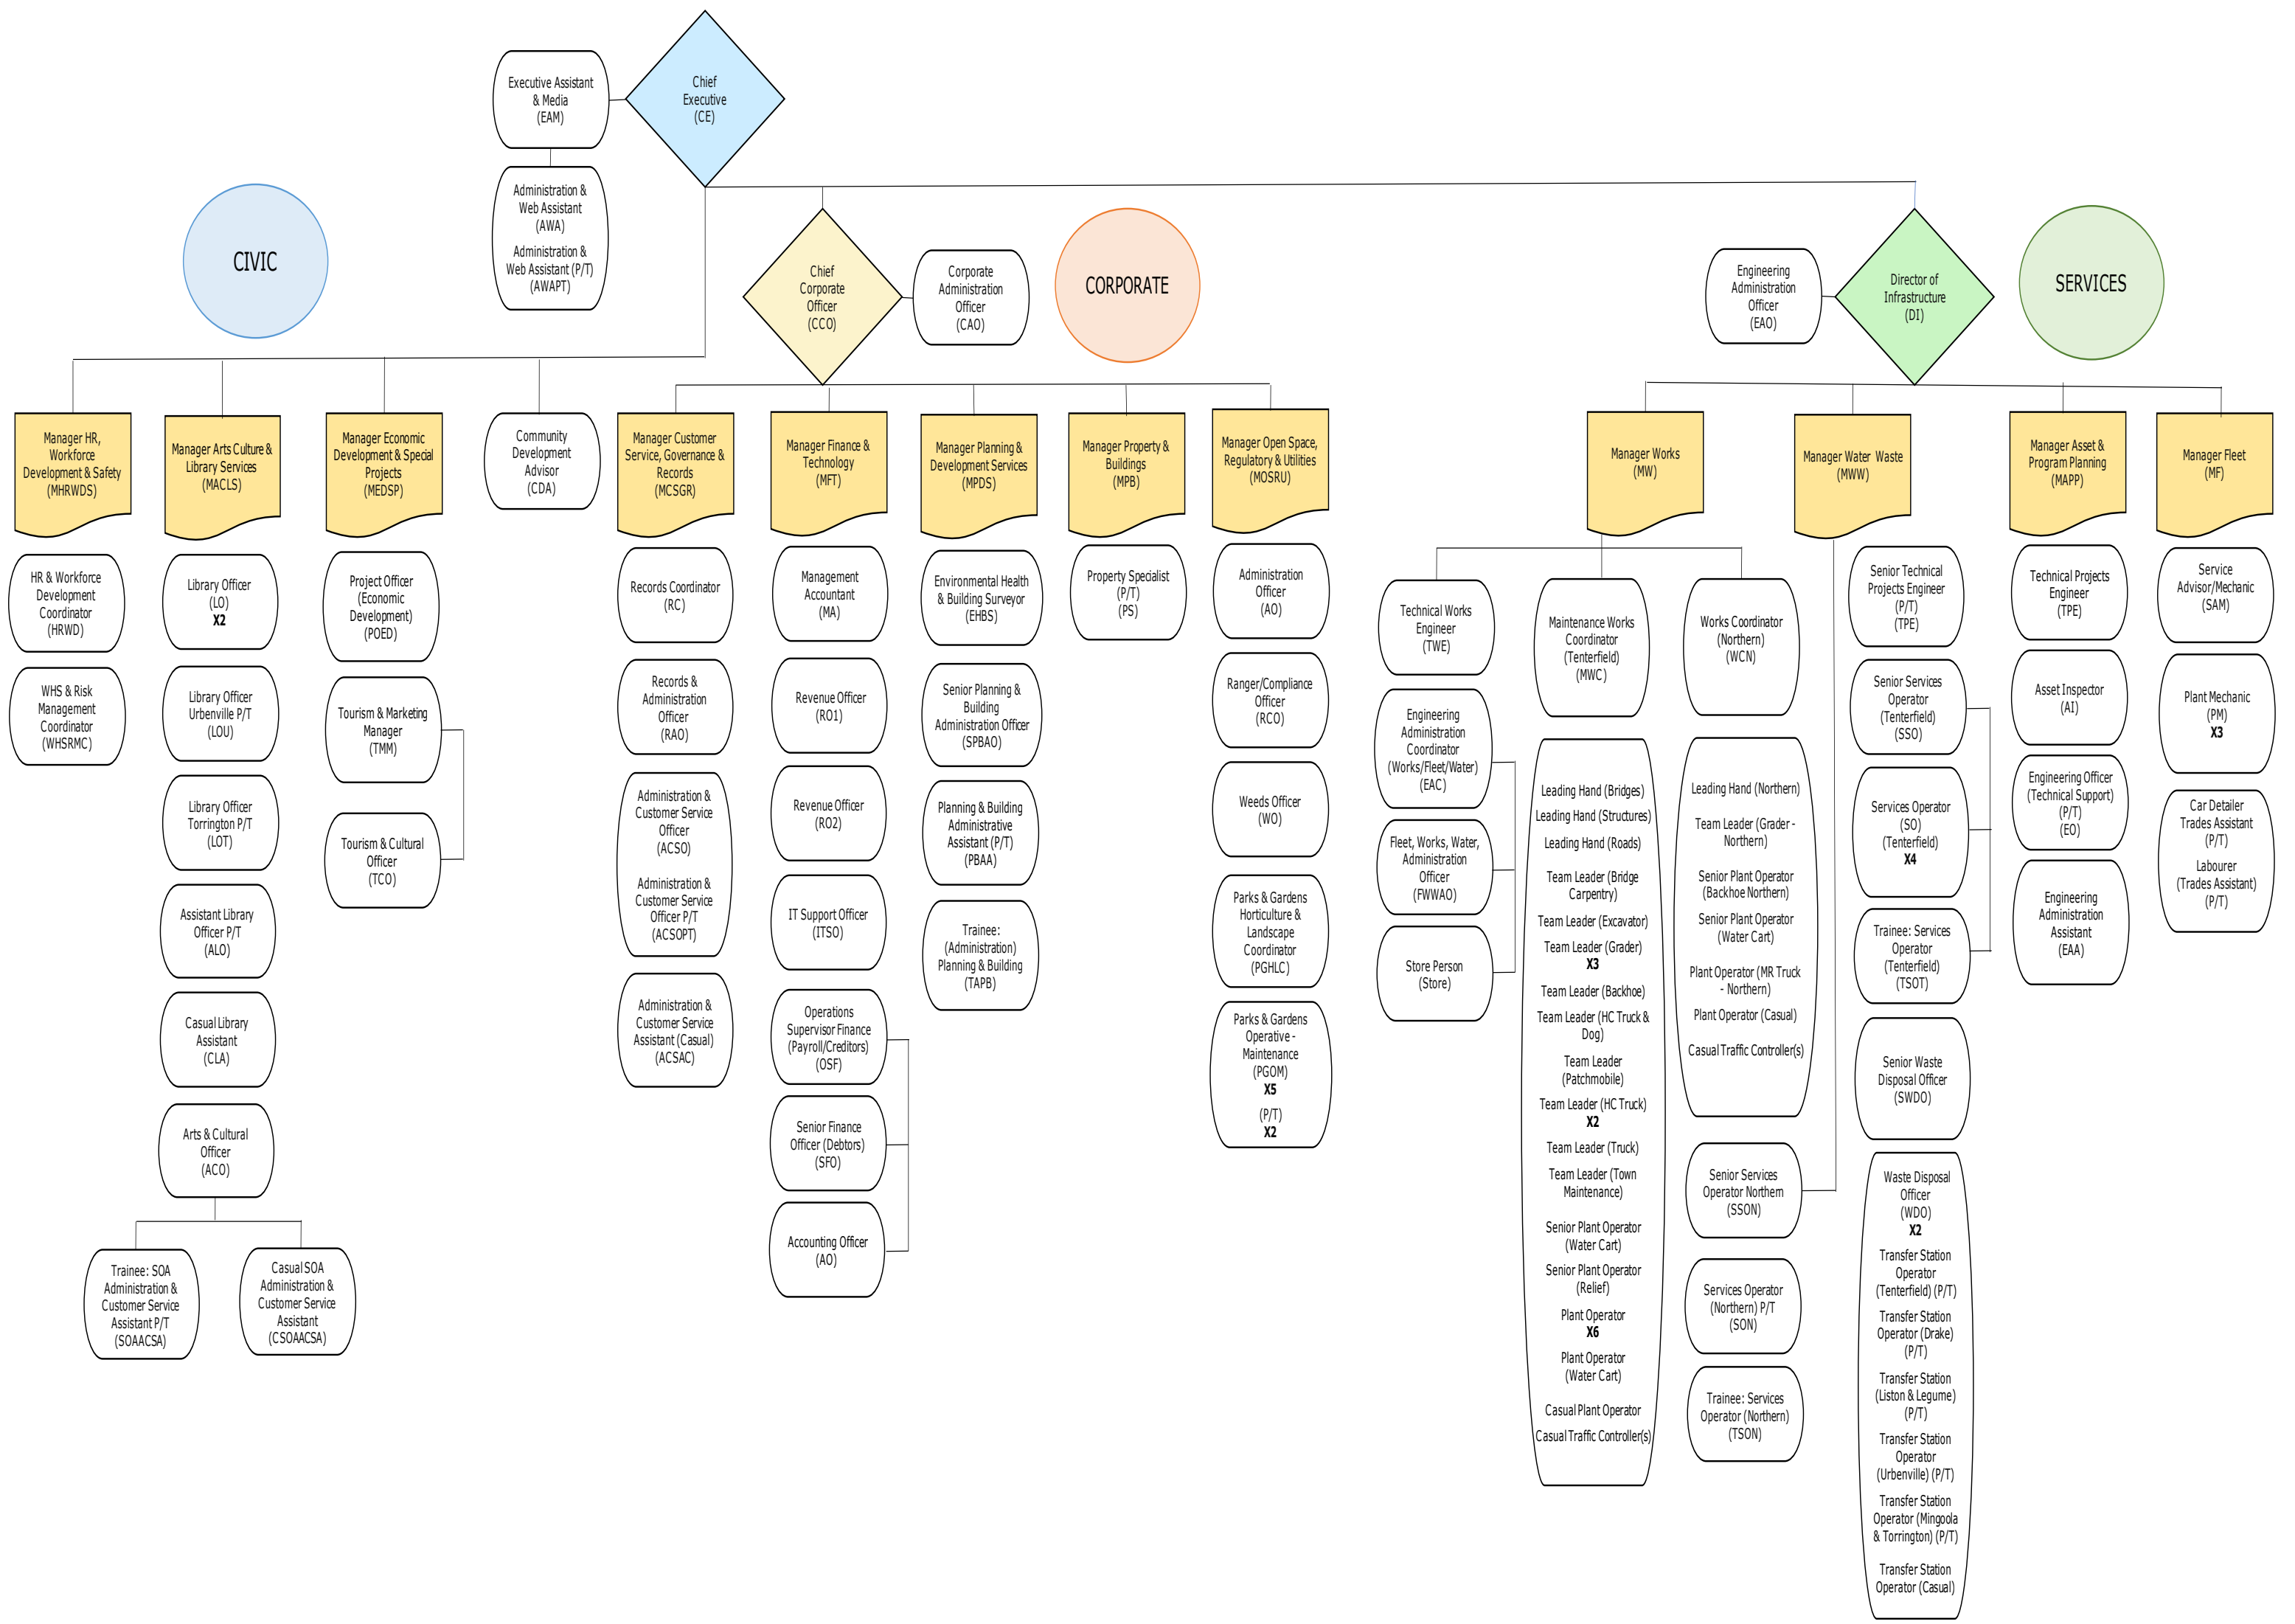 Chief
Executive
(CE)
Executive Assistant
& Media
(EAM)
Administration &
Web Assistant
(AWA)
Administration &
Web Assistant (P/T)
(AWAPT)
CIVIC
Chief
Corporate
Officer
(CCO)
Corporate
Administration
Officer
(CAO)
CORPORATE
Engineering
Administration
Officer
(EAO)
Director of
Infrastructure
(DI)
SERVICES
Manager HR,
Workforce
Development & Safety
(MHRWDS)
Manager Arts Culture &
Library Services
(MACLS)
Manager Economic
Development & Special
Projects
(MEDSP)
Community
Development
Advisor
(CDA)
Manager Customer
Service, Governance &
Records
(MCSGR)
Manager Finance &
Technology
(MFT)
Manager Planning &
Development Services
(MPDS)
Manager Property &
Buildings
(MPB)
Manager Open Space,
Regulatory & Utilities
(MOSRU)
Manager Works
(MW)
Manager Water Waste
(MWW)
Manager Asset &
Program Planning
(MAPP)
Manager Fleet
(MF)
HR & Workforce
Development
Coordinator
(HRWD)
WHS & Risk
Management
Coordinator
(WHSRMC)
Library Officer
(LO)
X2
Library Officer
Urbenville P/T
(LOU)
Library Officer
Torrington P/T
(LOT)
Assistant Library
Officer P/T
(ALO)
Casual Library
Assistant
(CLA)
Arts & Cultural
Officer
(ACO)
Trainee: SOA
Administration &
Customer Service
Assistant P/T
(SOAACSA)
Casual SOA
Administration &
Customer Service
Assistant
(CSOAACSA)
Project Officer
(Economic
Development)
(POED)
Tourism & Marketing
Manager
(TMM)
Tourism & Cultural
Officer
(TCO)
Records Coordinator
(RC)
Records &
Administration
Officer
(RAO)
Administration &
Customer Service
Officer
(ACSO)
Administration &
Customer Service
Officer P/T
(ACSOPT)
Administration &
Customer Service
Assistant (Casual)
(ACSAC)
Management
Accountant
(MA)
Revenue Officer
(RO1)
Revenue Officer
(RO2)
IT Support Officer
(ITSO)
Operations
Supervisor Finance
(Payroll/Creditors)
(OSF)
Senior Finance
Officer (Debtors)
(SFO)
Accounting Officer
(AO)
Environmental Health
& Building Surveyor
(EHBS)
Senior Planning &
Building
Administration Officer
(SPBAO)
Planning & Building
Administrative
Assistant (P/T)
(PBAA)
Trainee:
(Administration)
Planning & Building
(TAPB)
Property Specialist
(P/T)
(PS)
Administration
Officer
(AO)
Ranger/Compliance
Officer
(RCO)
Weeds Officer
(WO)
Parks & Gardens
Horticulture &
Landscape
Coordinator
(PGHLC)
Parks & Gardens
Operative -
Maintenance
(PGOM)
X5
(P/T)
X2
Technical Works
Engineer
(TWE)
Engineering
Administration
Coordinator
(Works/Fleet/Water)
(EAC)
Fleet, Works, Water,
Administration
Officer
(FWWAO)
Store Person
(Store)
Maintenance Works
Coordinator
(Tenterfield)
(MWC)
Leading Hand (Bridges)
Leading Hand (Structures)
Leading Hand (Roads)
Team Leader (Bridge
Carpentry)
Team Leader (Excavator)
Team Leader (Grader)
X3
Team Leader (Backhoe)
Team Leader (HC Truck &
Dog)
Team Leader
(Patchmobile)
Team Leader (HC Truck)
X2
Team Leader (Truck)
Team Leader (Town
Maintenance)
Senior Plant Operator
(Water Cart)
Senior Plant Operator
(Relief)
Plant Operator
X6
Plant Operator
(Water Cart)
Casual Plant Operator
Casual Traffic Controller(s)
Works Coordinator
(Northern)
(WCN)
Leading Hand (Northern)
Team Leader (Grader -
Northern)
Senior Plant Operator
(Backhoe Northern)
Senior Plant Operator
(Water Cart)
Plant Operator (MR Truck
- Northern)
Plant Operator (Casual)
Casual Traffic Controller(s)
Senior Services
Operator Northern
(SSON)
Services Operator
(Northern) P/T
(SON)
Trainee: Services
Operator (Northern)
(TSON)
Senior Technical
Projects Engineer
(P/T)
(TPE)
Senior Services
Operator
(Tenterfield)
(SSO)
Services Operator
(SO)
(Tenterfield)
X4
Trainee: Services
Operator
(Tenterfield)
(TSOT)
Senior Waste
Disposal Officer
(SWDO)
Waste Disposal
Officer
(WDO)
X2
Transfer Station
Operator
(Tenterfield) (P/T)
Transfer Station
Operator (Drake)
(P/T)
Transfer Station
(Liston & Legume)
(P/T)
Transfer Station
Operator
(Urbenville) (P/T)
Transfer Station
Operator (Mingoola
& Torrington) (P/T)
Transfer Station
Operator (Casual)
Technical Projects
Engineer
(TPE)
Asset Inspector
(AI)
Engineering Officer
(Technical Support)
(P/T)
(EO)
Engineering
Administration
Assistant
(EAA)
Service
Advisor/Mechanic
(SAM)
Plant Mechanic
(PM)
X3
Car Detailer
Trades Assistant
(P/T)
Labourer
(Trades Assistant)
(P/T)